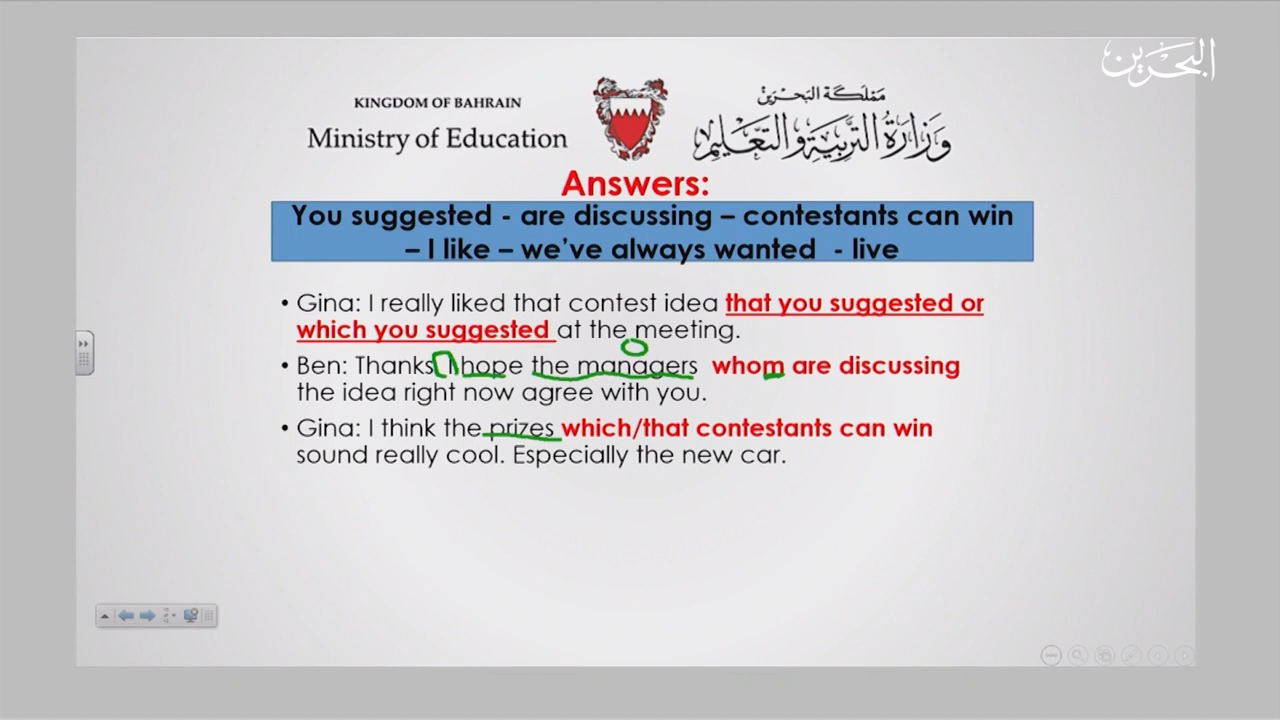 البحرين
KINGDOM OF BAHRAIN
Ministry of Education
مملكة البحرين
وزارة التربية والتعليم
Answers:
You suggested - are discussing – contestants can win
– I like – we’ve always wanted - live
• Gina: I really liked that contest idea that you suggested or
which you suggested at the meeting.
• Ben: Thanks. I hope the managers whom are discussing
the idea right now agree with you.
• Gina: I think the prizes which/that contestants can win
sound really cool. Especially the new car.